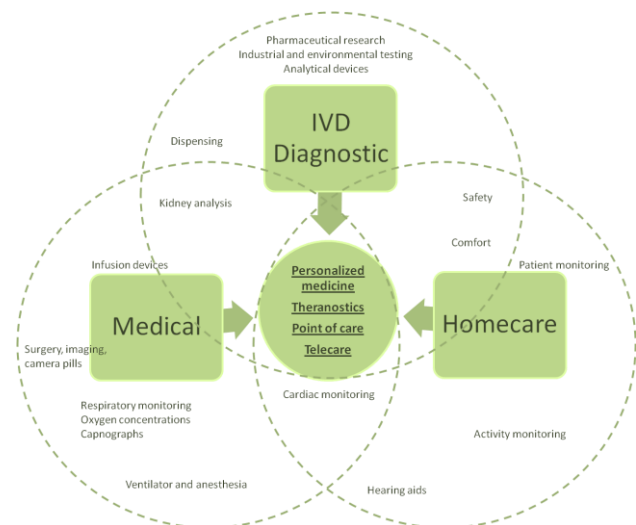 Pharmaceutical research
Industrial and environmental testing
Analytical devices
IVD
Diagnostic
Dispensing
Kidney analysis
Safety
Comfort
Infusion devices
Patient monitoring
Personalized
medicine
Theranostics
Point of care
Telecare
Medical
Homecare
Surgery, imaging,
camera pills
Cardiac monitoring
Respiratory monitoring
Oxygen concentrations
Capnographs
Activity monitoring
Ventilator and anesthesia
Hearing aids